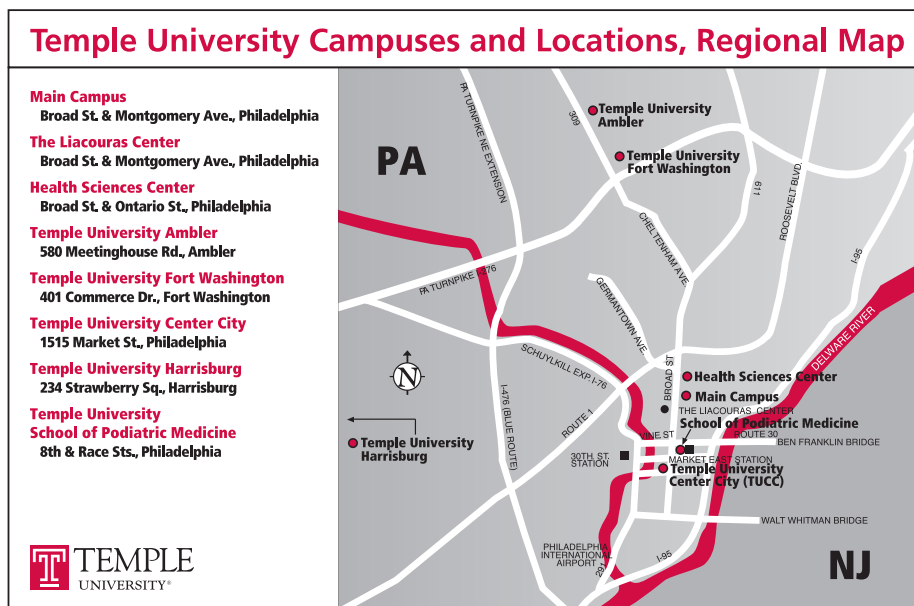 Temple University Campuses and Locations, Regional Map
Main Campus
Broad St. & Montgomery Ave., Philadelphia
The Liacouras Center
Broad St. & Montgomery Ave., Philadelphia
Health Sciences Center
Broad St. & Ontario St., Philadelphia
Temple University Ambler
580 Meetinghouse Rd., Ambler
Temple University Fort Washington
401 Commerce Dr., Fort Washington
Temple University Center City
1515 Market St., Philadelphia
Temple University Harrisburg
234 Strawberry Sq., Harrisburg
Temple University
School of Podiatric Medicine
8th & Race Sts., Philadelphia
T TEMPLE
UNIVERSITY®
PA
PA TURNPIKE NE EXTENSION
309
Temple University
Ambler
Temple University
Fort Washington
611
ROOSEVELT BLVD.
I-95
CHELTENHAM AVE.
PA TURNPIKE I-276
GERMANTOWN AVE.
DELWARE RIVER
SCHUYLKILL EXP. I-76
N
I-476 (BLUE ROUTE)
ROUTE 1
BROAD ST
Health Sciences Center
Main Campus
THE LIACOURAS CENTER
School of Podiatric Medicine
VINE ST
ROUTE 30
BEN FRANKLIN BRIDGE
Temple University
Harrisburg
30TH. ST.
STATION
MARKET EAST STATION
Temple University
Center City (TUCC)
WALT WHITMAN BRIDGE
PHILADELPHIA
INTERNATIONAL
AIRPORT
291
I-95
NJ